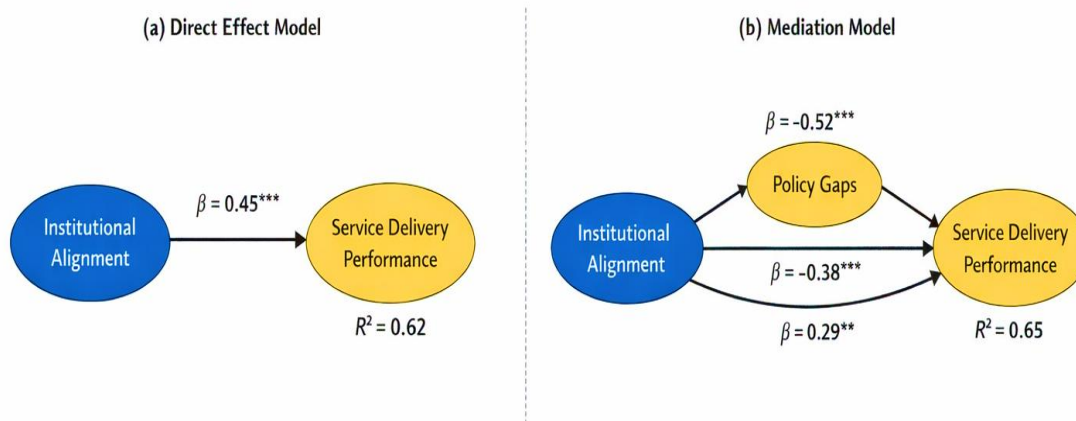 (a) Direct Effect Model
Institutional
Alignment
β = 0.45***
Service Delivery
Performance
R² = 0.62
(b) Mediation Model
β = -0.52***
Policy Gaps
Institutional
Alignment
β = -0.38***
β = 0.29**
Service Delivery
Performance
R² = 0.65